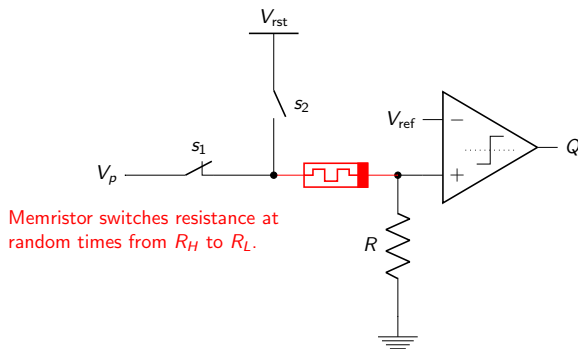 V_rst
s_2
V_ref
−
Q
s_1
V_p
+
Memristor switches resistance at
random times from R_H to R_L.
R